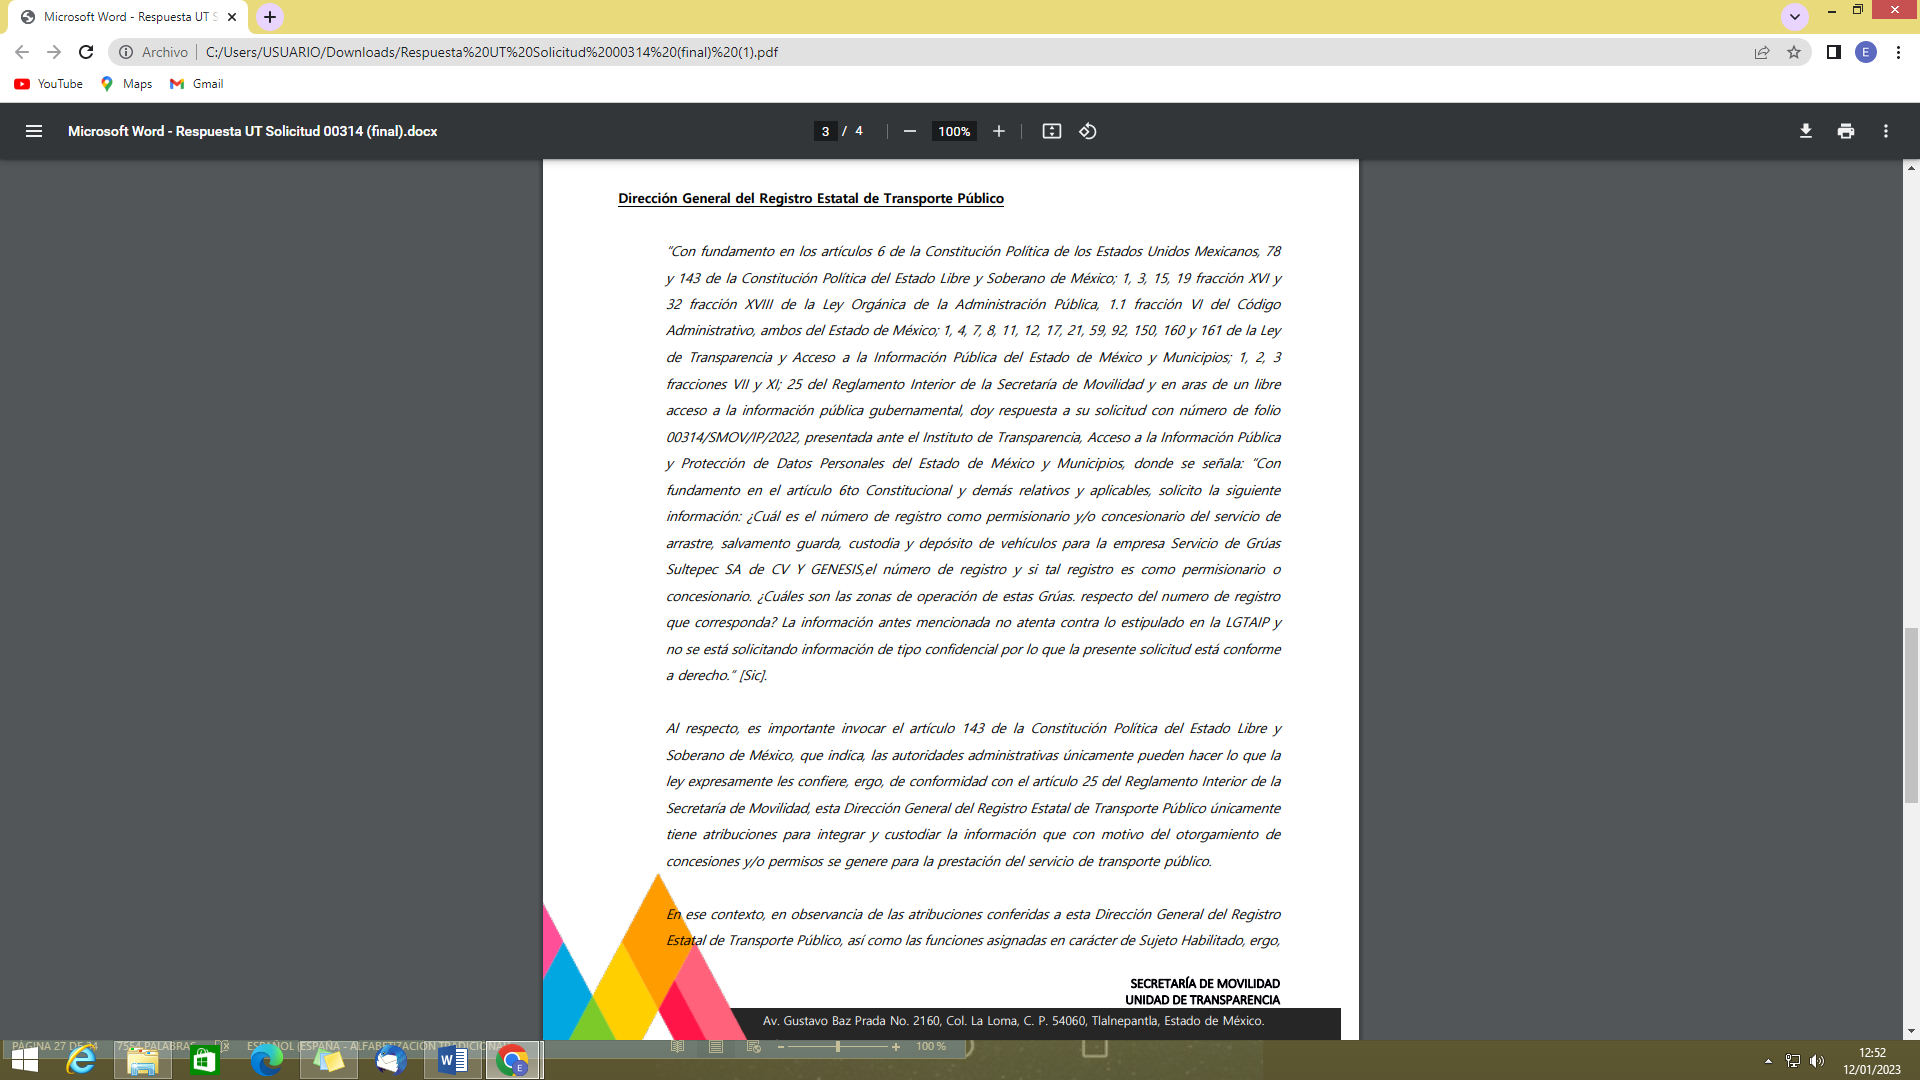 Microsoft Word - Respuesta UT S
Archivo
C:/Users/USUARIO/Downloads/Respuesta%20UT%20Solicitud%2000314%20(final)%20(1).pdf
E
YouTube
Maps
Gmail
Microsoft Word - Respuesta UT Solicitud 00314 (final).docx
3 / 4
100%
Dirección General del Registro Estatal de Transporte Público
"Con fundamento en los artículos 6 de la Constitución Política de los Estados Unidos Mexicanos, 78
y 143 de la Constitución Política del Estado Libre y Soberano de México; 1, 3, 15, 19 fracción XVI y
32 fracción XVIII de la Ley Orgánica de la Administración Pública, 1.1 fracción VI del Código
Administrativo, ambos del Estado de México; 1, 4, 7, 8, 11, 12, 17, 21, 59, 92, 150, 160 y 161 de la Ley
de Transparencia y Acceso a la Información Pública del Estado de México y Municipios; 1, 2, 3
fracciones VII y XI; 25 del Reglamento Interior de la Secretaría de Movilidad y en aras de un libre
acceso a la información pública gubernamental, doy respuesta a su solicitud con número de folio
00314/SMOV/IP/2022, presentada ante el Instituto de Transparencia, Acceso a la Información Pública
y Protección de Datos Personales del Estado de México y Municipios, donde se señala: "Con
fundamento en el artículo 6to Constitucional y demás relativos y aplicables, solicito la siguiente
información: ¿Cuál es el número de registro como permisionario y/o concesionario del servicio de
arrastre, salvamento guarda, custodia y depósito de vehículos para la empresa Servicio de Grúas
Sultepec SA de CV Y GENESIS,el número de registro y si tal registro es como permisionario o
concesionario. ¿Cuáles son las zonas de operación de estas Grúas. respecto del numero de registro
que corresponda? La información antes mencionada no atenta contra lo estipulado en la LGTAIP y
no se está solicitando información de tipo confidencial por lo que la presente solicitud está conforme
a derecho." [Sic].
Al respecto, es importante invocar el artículo 143 de la Constitución Política del Estado Libre y
Soberano de México, que indica, las autoridades administrativas únicamente pueden hacer lo que la
ley expresamente les confiere, ergo, de conformidad con el artículo 25 del Reglamento Interior de la
Secretaría de Movilidad, esta Dirección General del Registro Estatal de Transporte Público únicamente
tiene atribuciones para integrar y custodiar la información que con motivo del otorgamiento de
concesiones y/o permisos se genere para la prestación del servicio de transporte público.
En ese contexto, en observancia de las atribuciones conferidas a esta Dirección General del Registro
Estatal de Transporte Público, así como las funciones asignadas en carácter de Sujeto Habilitado, ergo,
SECRETARÍA DE MOVILIDAD
UNIDAD DE TRANSPARENCIA
Av. Gustavo Baz Prada No. 2160, Col. La Loma, C. P. 54060, Tlalnepantla, Estado de México.
PÁGINA 27 DE 34
7554 PALABRAS
ESPAÑOL (ESPAÑA - ALFABETIZACIÓN TRADICIONAL)
100 %
12:52
12/01/2023